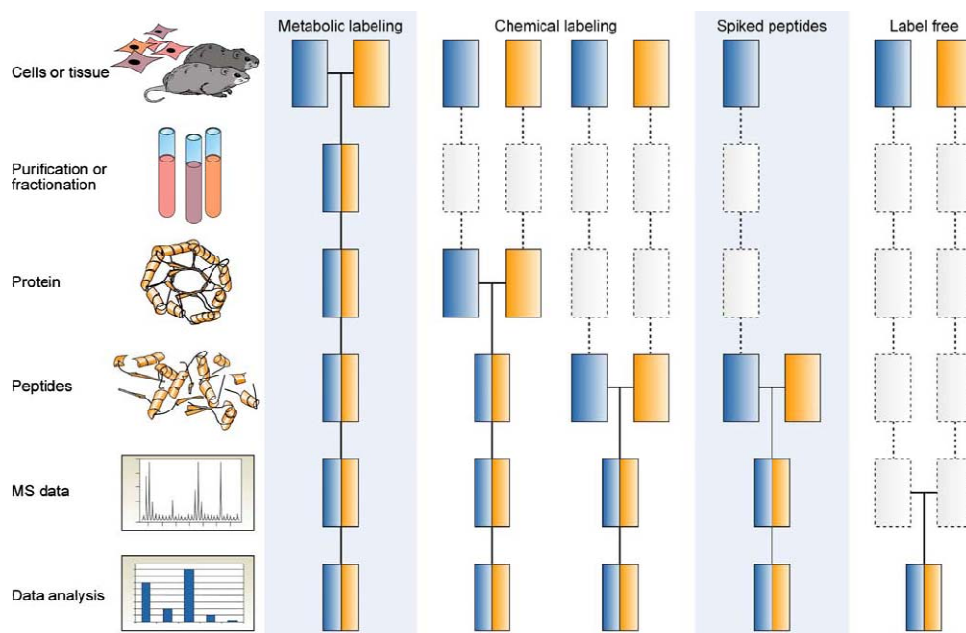 Metabolic labeling
Chemical labeling
Spiked peptides
Label free
Cells or tissue
Purification or
fractionation
Protein
Peptides
MS data
Data analysis